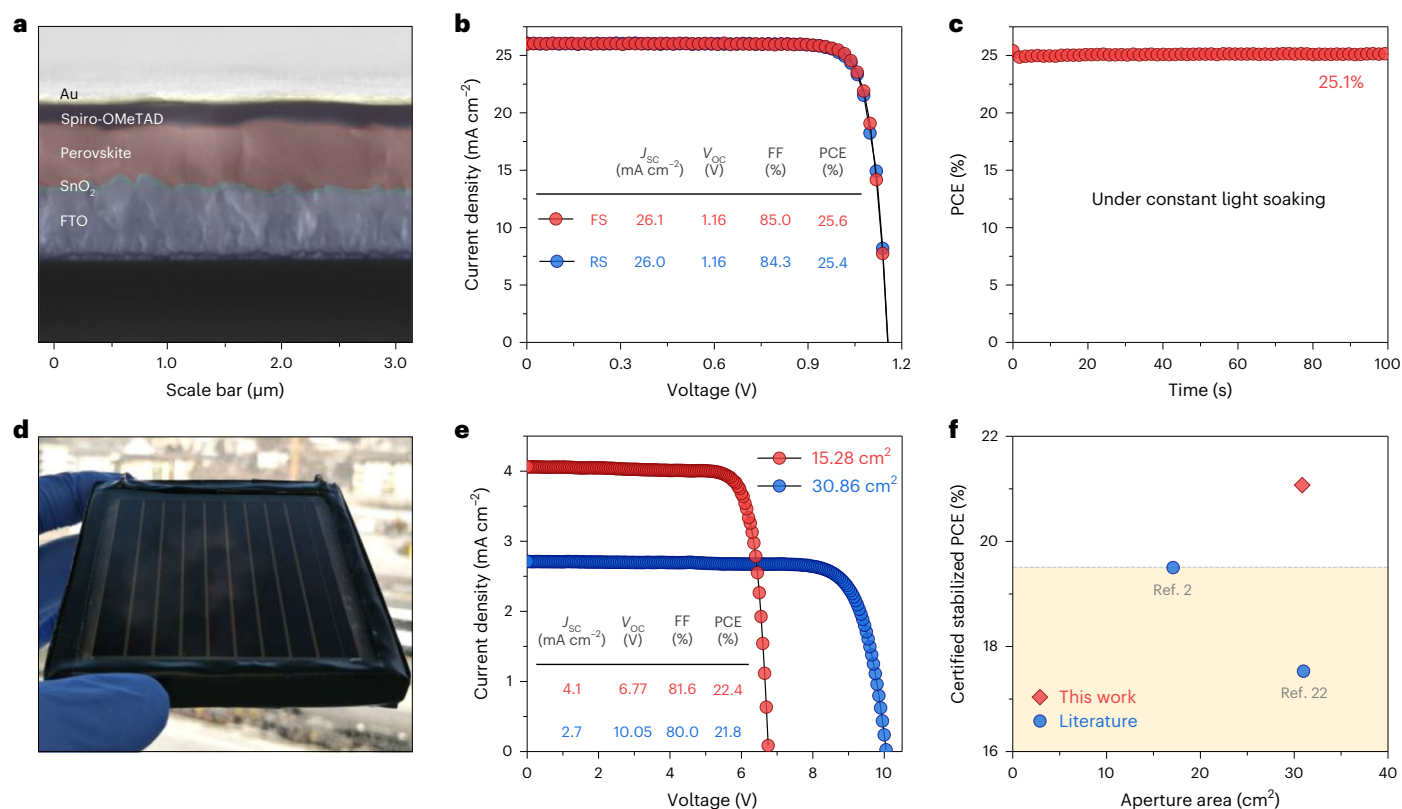 a
Au
Spiro-OMeTAD
Perovskite
SnO₂
FTO
0 1.0 2.0 3.0
Scale bar (µm)
b
25
20
15
10
5
0
Current density (mA cm⁻²)
J_SC V_OC FF PCE
(mA cm⁻²) (V) (%) (%)
FS 26.1 1.16 85.0 25.6
RS 26.0 1.16 84.3 25.4
0 0.3 0.6 0.9 1.2
Voltage (V)
c
25
20
15
10
5
0
PCE (%)
25.1%
Under constant light soaking
0 20 40 60 80 100
Time (s)
d
e
4
3
2
1
0
Current density (mA cm⁻²)
15.28 cm²
30.86 cm²
J_SC V_OC FF PCE
(mA cm⁻²) (V) (%) (%)
4.1 6.77 81.6 22.4
2.7 10.05 80.0 21.8
0 2 4 6 8 10
Voltage (V)
f
22
20
18
16
Certified stabilized PCE (%)
Ref. 2
Ref. 22
This work
Literature
0 10 20 30 40
Aperture area (cm²)